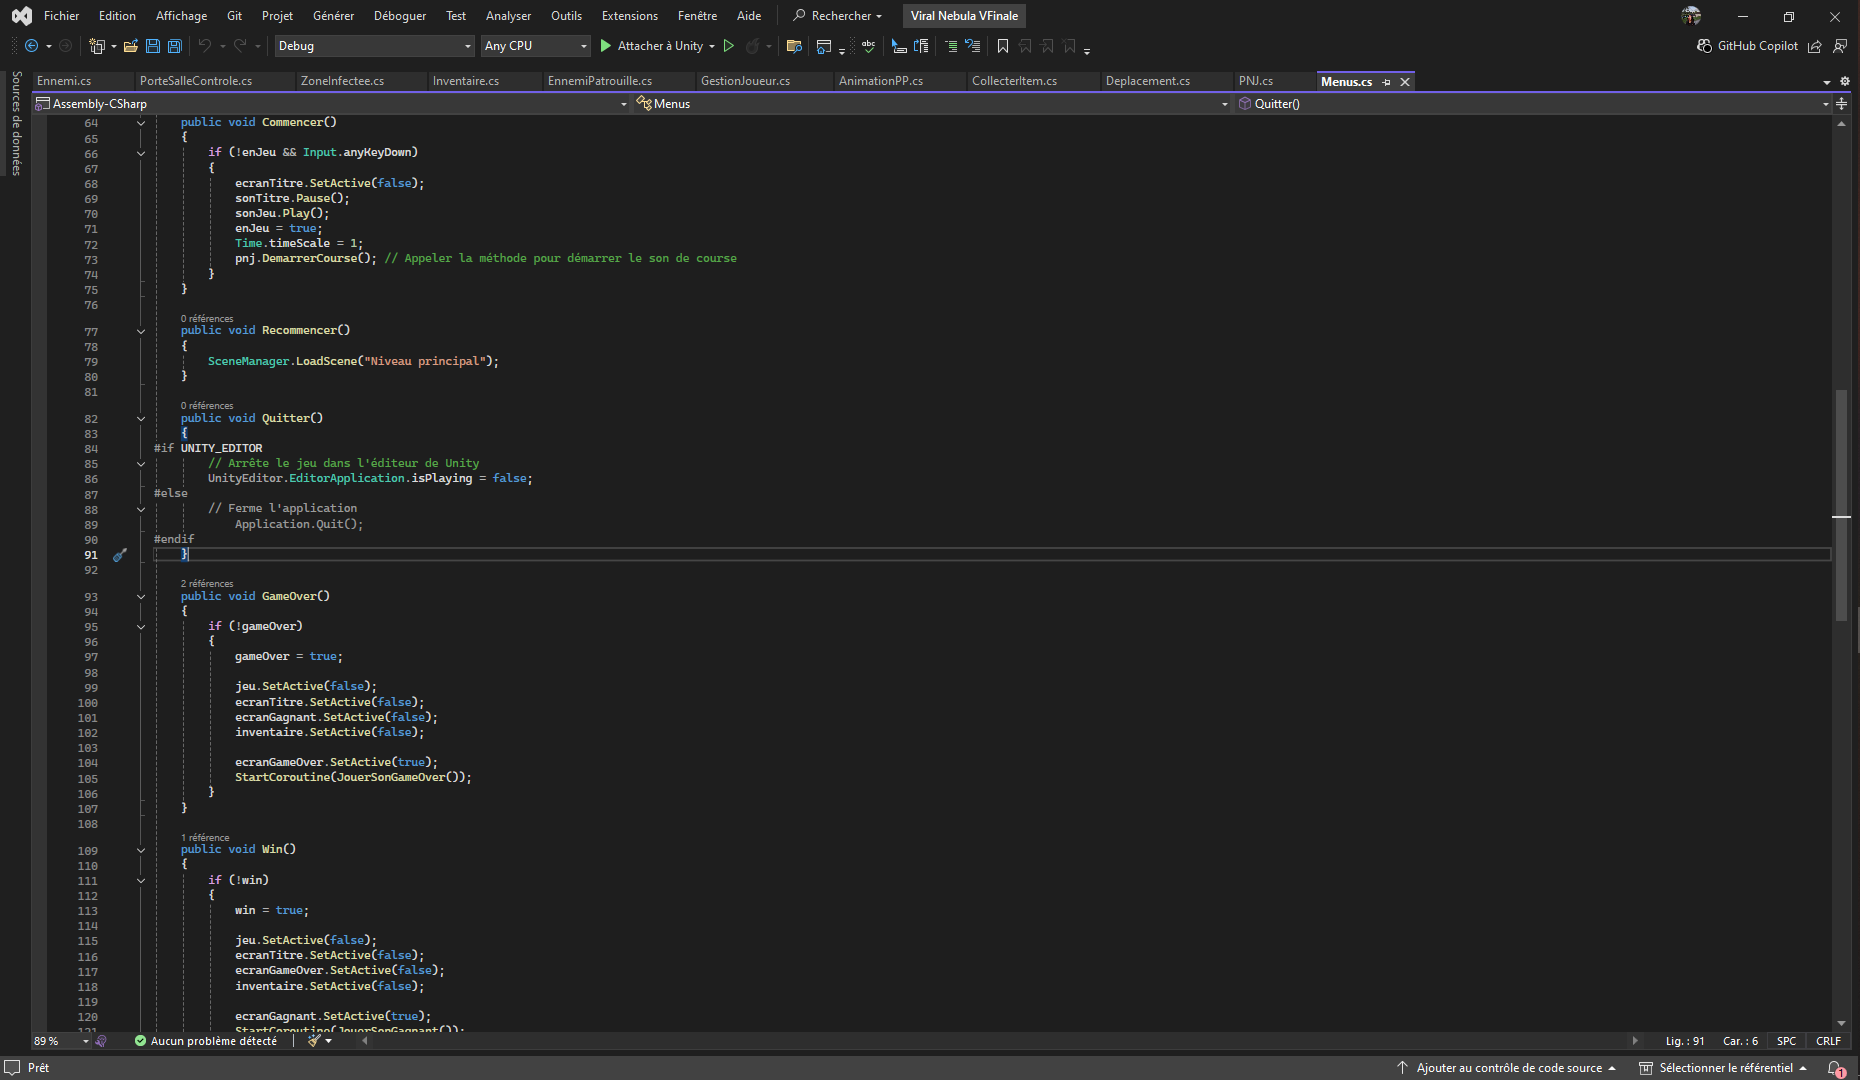 Fichier Edition Affichage Git Projet Générer Déboguer Test Analyser Outils Extensions Fenêtre Aide Rechercher Viral Nebula VFinale
Debug Any CPU Attacher à Unity abc GitHub Copilot
Sources de données
Ennemi.cs PorteSalleControle.cs ZoneInfectee.cs Inventaire.cs EnnemiPatrouille.cs GestionJoueur.cs AnimationPP.cs CollecterItem.cs Deplacement.cs PNJ.cs Menus.cs
Assembly-CSharp Menus Quitter()
64 public void Commencer()
65 {
66 if (!enJeu && Input.anyKeyDown)
67 {
68 ecranTitre.SetActive(false);
69 sonTitre.Pause();
70 sonJeu.Play();
71 enJeu = true;
72 Time.timeScale = 1;
73 pnj.DemarrerCourse(); // Appeler la méthode pour démarrer le son de course
74 }
75 }
76
0 références
77 public void Recommencer()
78 {
79 SceneManager.LoadScene("Niveau principal");
80 }
81
0 références
82 public void Quitter()
83 {
84 #if UNITY_EDITOR
85 // Arrête le jeu dans l'éditeur de Unity
86 UnityEditor.EditorApplication.isPlaying = false;
87 #else
88 // Ferme l'application
89 Application.Quit();
90 #endif
91 }
92
2 références
93 public void GameOver()
94 {
95 if (!gameOver)
96 {
97 gameOver = true;
98
99 jeu.SetActive(false);
100 ecranTitre.SetActive(false);
101 ecranGagnant.SetActive(false);
102 inventaire.SetActive(false);
103
104 ecranGameOver.SetActive(true);
105 StartCoroutine(JouerSonGameOver());
106 }
107 }
108
1 référence
109 public void Win()
110 {
111 if (!win)
112 {
113 win = true;
114
115 jeu.SetActive(false);
116 ecranTitre.SetActive(false);
117 ecranGameOver.SetActive(false);
118 inventaire.SetActive(false);
119
120 ecranGagnant.SetActive(true);
121 StartCoroutine(JouerSonGagnant());
89 % Aucun problème détecté Lig. : 91 Car. : 6 SPC CRLF
Prêt Ajouter au contrôle de code source Sélectionner le référentiel 1